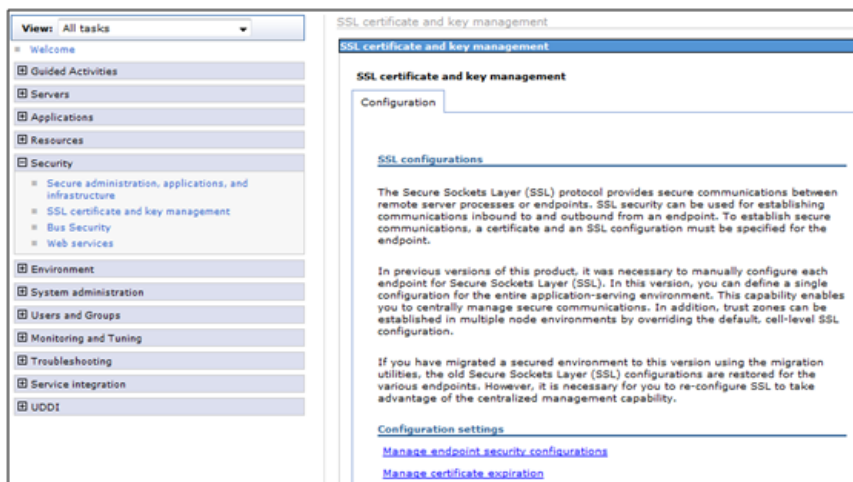 View: All tasks
Welcome
Guided Activities
Servers
Applications
Resources
Security
Secure administration, applications, and
infrastructure
SSL certificate and key management
Bus Security
Web services
Environment
System administration
Users and Groups
Monitoring and Tuning
Troubleshooting
Service integration
UDDI
SSL certificate and key management
SSL certificate and key management
SSL certificate and key management
Configuration
SSL configurations
The Secure Sockets Layer (SSL) protocol provides secure communications between
remote server processes or endpoints. SSL security can be used for establishing
communications inbound to and outbound from an endpoint. To establish secure
communications, a certificate and an SSL configuration must be specified for the
endpoint.
In previous versions of this product, it was necessary to manually configure each
endpoint for Secure Sockets Layer (SSL). In this version, you can define a single
configuration for the entire application-serving environment. This capability enables
you to centrally manage secure communications. In addition, trust zones can be
established in multiple node environments by overriding the default, cell-level SSL
configuration.
If you have migrated a secured environment to this version using the migration
utilities, the old Secure Sockets Layer (SSL) configurations are restored for the
various endpoints. However, it is necessary for you to re-configure SSL to take
advantage of the centralized management capability.
Configuration settings
Manage endpoint security configurations
Manage certificate expiration